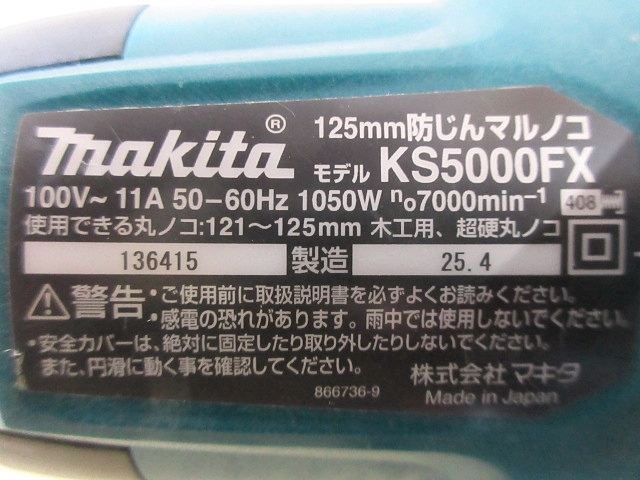 makita® 125mm防じんマルノコ
モデル KS5000FX
100V~ 11A 50-60Hz 1050W n₀7000min⁻¹ 408
使用できる丸ノコ:121~125mm 木工用、超硬丸ノコ
136415 製造 25.4
警告・ご使用前に取扱説明書を必ずよくお読みください。
・感電の恐れがあります。雨中では使用しないでください。
・安全カバーは、絶対に固定したり取り外したりしないでください。
また、円滑に動く事を確認してください。
株式会社 マキタ
866736-9 Made in Japan